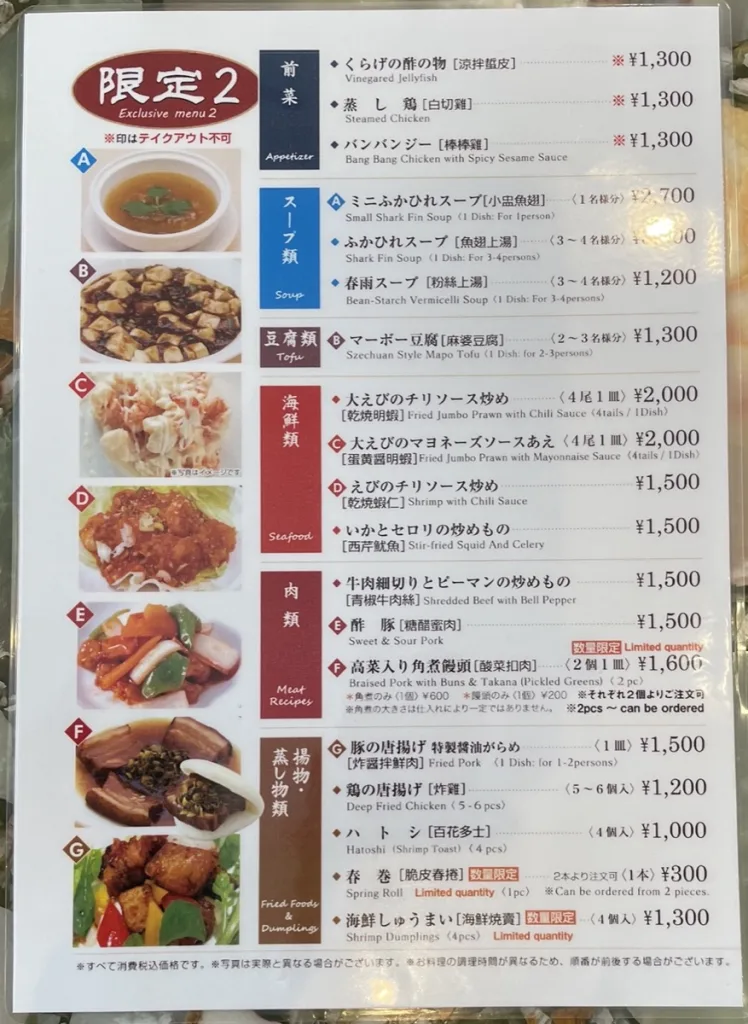 限定2
Exclusive menu 2
※印はテイクアウト不可
A
B
C
※写真はイメージです
D
E
F
G
前菜
Appetizer
◆くらげの酢の物[涼拌蜇皮] ※¥1,300
Vinegared Jellyfish
◆蒸し鶏[白切雞] ※¥1,300
Steamed Chicken
◆バンバンジー[棒棒雞] ※¥1,300
Bang Bang Chicken with Spicy Sesame Sauce
スープ類
Soup
A ミニふかひれスープ[小盅魚翅] 〈1名様分〉¥2,700
Small Shark Fin Soup〈1 Dish: For 1person〉
◆ふかひれスープ[魚翅上湯] 〈3～4名様分〉
Shark Fin Soup〈1 Dish: For 3-4persons〉
◆春雨スープ[粉絲上湯] 〈3～4名様分〉¥1,200
Bean-Starch Vermicelli Soup〈1 Dish: For 3-4persons〉
豆腐類
Tofu
B マーボー豆腐[麻婆豆腐] 〈2～3名様分〉¥1,300
Szechuan Style Mapo Tofu〈1 Dish: for 2-3persons〉
海鮮類
Seafood
◆大えびのチリソース炒め 〈4尾1皿〉¥2,000
[乾焼明蝦] Fried Jumbo Prawn with Chili Sauce〈4tails / 1Dish〉
C 大えびのマヨネーズソースあえ〈4尾1皿〉¥2,000
[蛋黄醤明蝦] Fried Jumbo Prawn with Mayonnaise Sauce〈4tails / 1Dish〉
D えびのチリソース炒め ¥1,500
[乾焼蝦仁] Shrimp with Chili Sauce
◆いかとセロリの炒めもの ¥1,500
[西芹魷魚] Stir-fried Squid And Celery
肉類
Meat Recipes
◆牛肉細切りとピーマンの炒めもの ¥1,500
[青椒牛肉絲] Shredded Beef with Bell Pepper
E 酢豚[糖醋蜜肉] ¥1,500
Sweet & Sour Pork
数量限定 Limited quantity
F 高菜入り角煮饅頭[酸菜扣肉] 〈2個1皿〉¥1,600
Braised Pork with Buns & Takana (Pickled Greens)〈2 pc〉
＊角煮のみ〈1個〉¥600 ＊饅頭のみ〈1個〉¥200 ※それぞれ2個よりご注文可
※角煮の大きさは仕入れにより一定ではありません。 ※2pcs ～ can be ordered
揚物・蒸し物類
Fried Foods & Dumplings
G 豚の唐揚げ 特製醤油がらめ 〈1皿〉¥1,500
[炸醤拌鮮肉] Fried Pork〈1 Dish: for 1-2persons〉
◆鶏の唐揚げ[炸雞] 〈5～6個入〉¥1,200
Deep Fried Chicken〈5-6pcs〉
◆ハトシ[百花多士] 〈4個入〉¥1,000
Hatoshi〈Shrimp Toast〉〈4 pcs〉
◆春巻[脆皮春捲] 数量限定 2本より注文可〈1本〉¥300
Spring Roll Limited quantity〈1pc〉 ※Can be ordered from 2 pieces.
◆海鮮しゅうまい[海鮮焼賣] 数量限定 〈4個入〉¥1,300
Shrimp Dumplings〈4pcs〉 Limited quantity
※すべて消費税込価格です。※写真は実際と異なる場合がございます。※お料理の調理時間が異なるため、順番が前後する場合がございます。